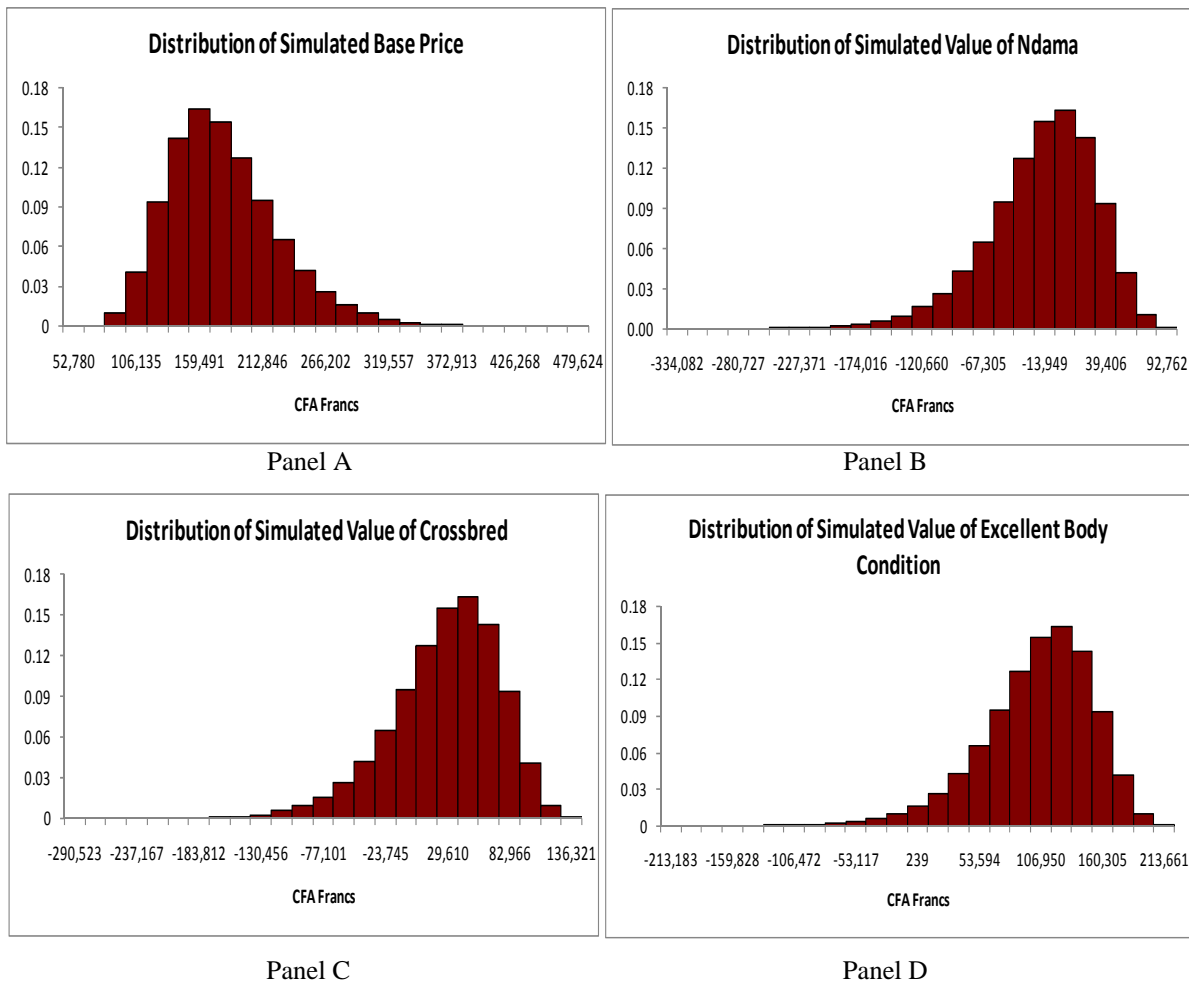 Distribution of Simulated Base Price
0.18
0.15
0.12
0.09
0.06
0.03
0
52,780 106,135 159,491 212,846 266,202 319,557 372,913 426,268 479,624
CFA Francs
Panel A
Distribution of Simulated Value of Ndama
0.18
0.15
0.12
0.09
0.06
0.03
0.00
-334,082 -280,727 -227,371 -174,016 -120,660 -67,305 -13,949 39,406 92,762
CFA Francs
Panel B
Distribution of Simulated Value of Crossbred
0.18
0.15
0.12
0.09
0.06
0.03
0
-290,523 -237,167 -183,812 -130,456 -77,101 -23,745 29,610 82,966 136,321
CFA Francs
Panel C
Distribution of Simulated Value of Excellent Body
Condition
0.18
0.15
0.12
0.09
0.06
0.03
0
-213,183 -159,828 -106,472 -53,117 239 53,594 106,950 160,305 213,661
CFA Francs
Panel D